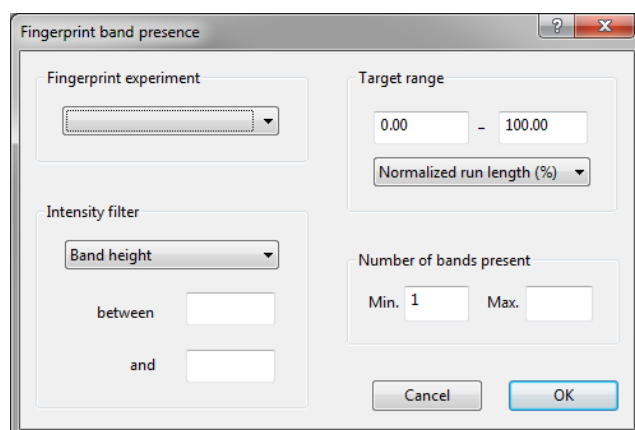 Fingerprint band presence
?
X
Fingerprint experiment
Target range
0.00 - 100.00
Normalized run length (%)
Intensity filter
Band height
between
and
Number of bands present
Min. 1 Max.
Cancel OK